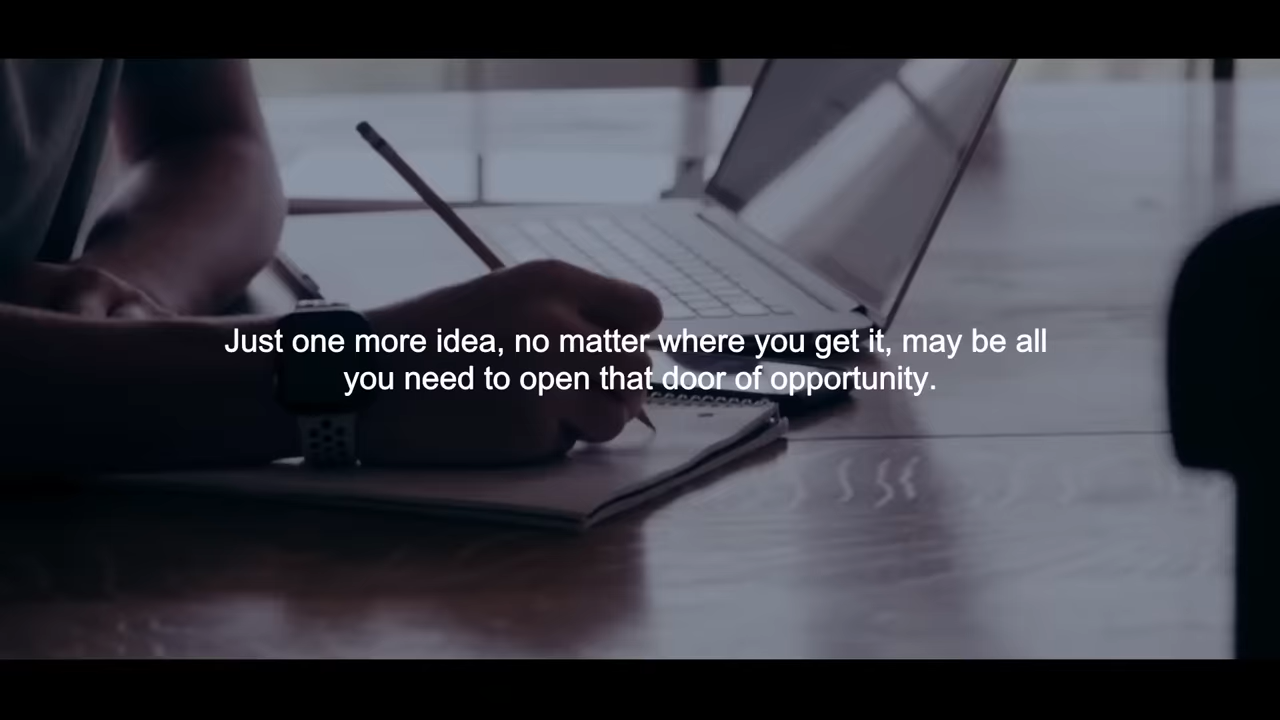 Just one more idea, no matter where you get it, may be all
you need to open that door of opportunity.